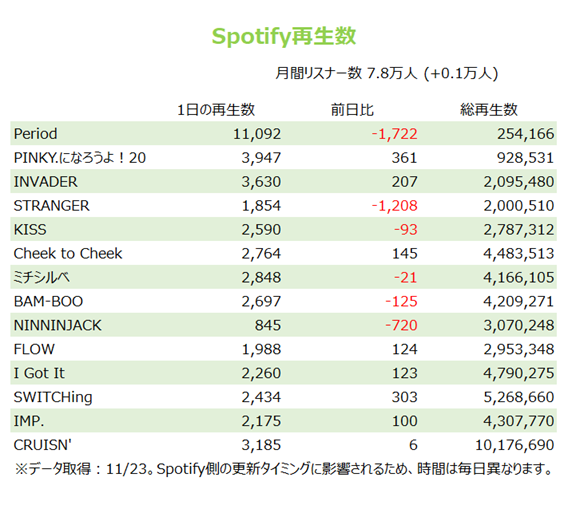 Spotify再生数
月間リスナー数 7.8万人 (+0.1万人)
1日の再生数 前日比 総再生数
Period 11,092 -1,722 254,166
PINKY.になろうよ！20 3,947 361 928,531
INVADER 3,630 207 2,095,480
STRANGER 1,854 -1,208 2,000,510
KISS 2,590 -93 2,787,312
Cheek to Cheek 2,764 145 4,483,513
ミチシルベ 2,848 -21 4,166,105
BAM-BOO 2,697 -125 4,209,271
NINNINJACK 845 -720 3,070,248
FLOW 1,988 124 2,953,348
I Got It 2,260 123 4,790,275
SWITCHing 2,434 303 5,268,660
IMP. 2,175 100 4,307,770
CRUISN' 3,185 6 10,176,690
※データ取得：11/23。Spotify側の更新タイミングに影響されるため、時間は毎日異なります。